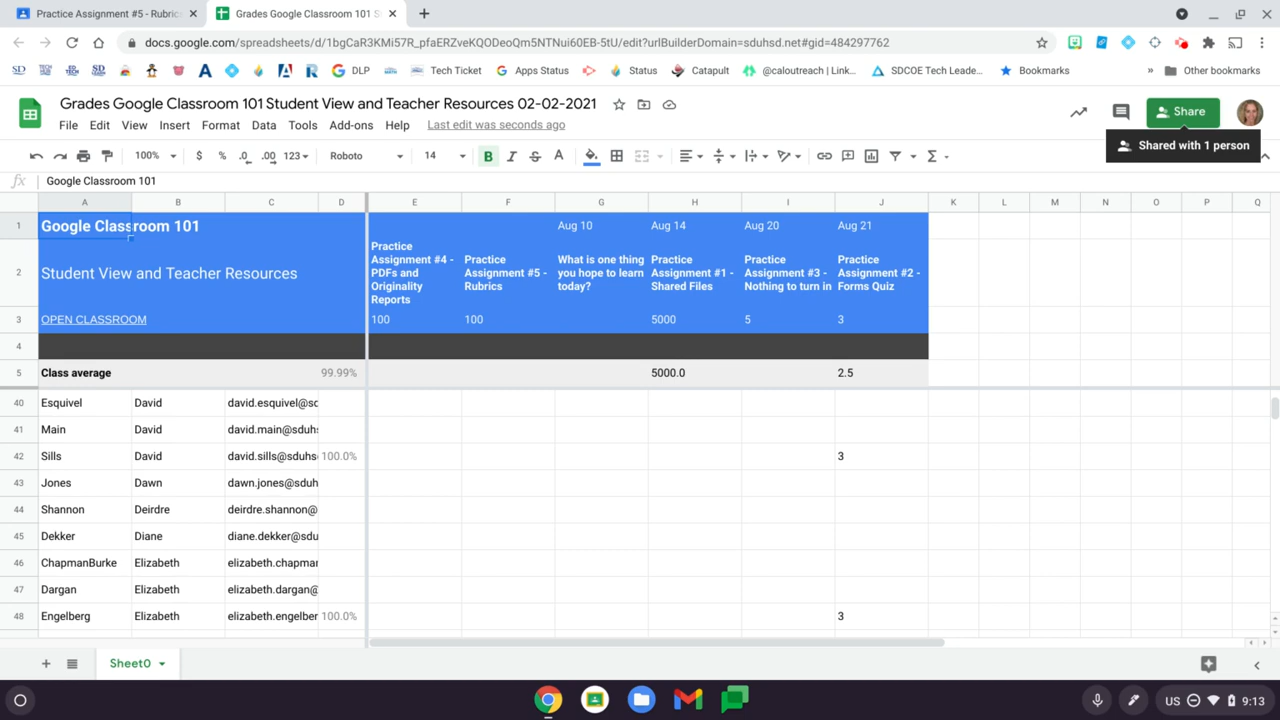 Practice Assignment #5 - Rubric
Grades Google Classroom 101 S
docs.google.com/spreadsheets/d/1bgCaR3KMi57R_pfaERZveKQODeoQm5NTNui60EB-5tU/edit?urlBuilderDomain=sduhsd.net#gid=484297762
DLP
Tech Ticket
Apps Status
Status
Catapult
@caloutreach | Link...
SDCOE Tech Leade...
Bookmarks
»
Other bookmarks
Grades Google Classroom 101 Student View and Teacher Resources 02-02-2021
File Edit View Insert Format Data Tools Add-ons Help Last edit was seconds ago
Share
Shared with 1 person
100% $ % .0 .00 123 Roboto 14 B I S A Σ
fx Google Classroom 101
A B C D E F G H I J K L M N O P Q
1 Google Classroom 101 Aug 10 Aug 14 Aug 20 Aug 21
2 Student View and Teacher Resources
Practice
Assignment #4 -
PDFs and
Originality
Reports
Practice
Assignment #5 -
Rubrics
What is one thing
you hope to learn
today?
Practice
Assignment #1 -
Shared Files
Practice
Assignment #3 -
Nothing to turn in
Practice
Assignment #2 -
Forms Quiz
3 OPEN CLASSROOM 100 100 5000 5 3
4
5 Class average 99.99% 5000.0 2.5
40 Esquivel David david.esquivel@sd
41 Main David david.main@sduh
42 Sills David david.sills@sduhs 100.0% 3
43 Jones Dawn dawn.jones@sduh
44 Shannon Deirdre deirdre.shannon@
45 Dekker Diane diane.dekker@sdu
46 ChapmanBurke Elizabeth elizabeth.chapma
47 Dargan Elizabeth elizabeth.dargan@
48 Engelberg Elizabeth elizabeth.engelber 100.0% 3
Sheet0
US 9:13